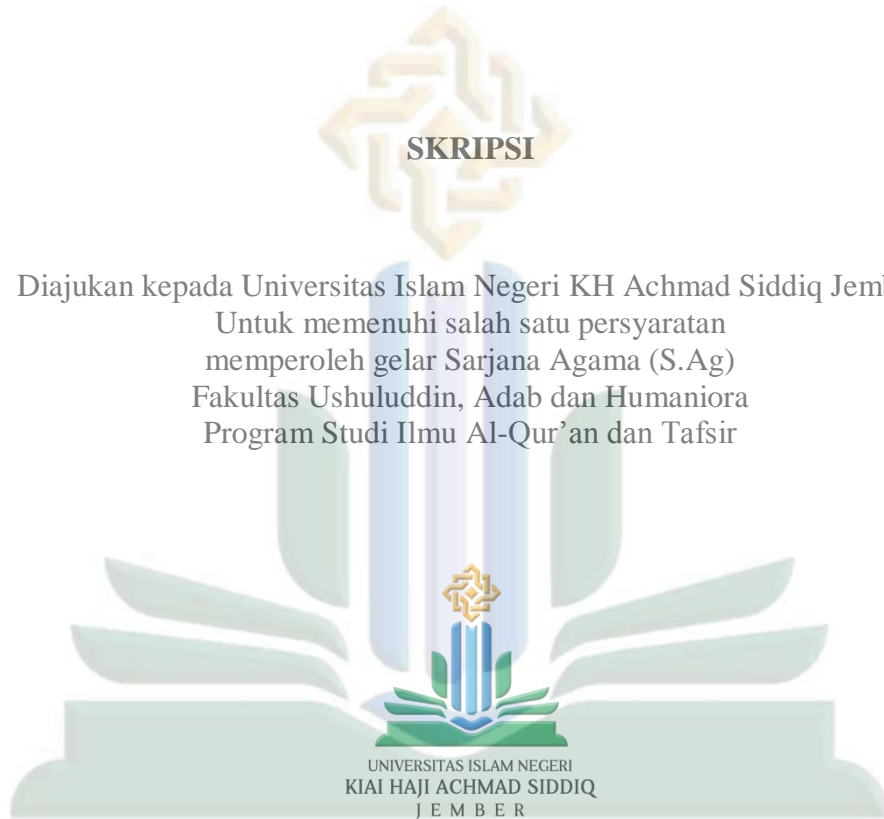 SKRIPSI
Diajukan kepada Universitas Islam Negeri KH Achmad Siddiq Jem
Untuk memenuhi salah satu persyaratan
memperoleh gelar Sarjana Agama (S.Ag)
Fakultas Ushuluddin, Adab dan Humaniora
Program Studi Ilmu Al-Qur’an dan Tafsir
UNIVERSITAS ISLAM NEGERI
KIAI HAJI ACHMAD SIDDIQ
JEMBER